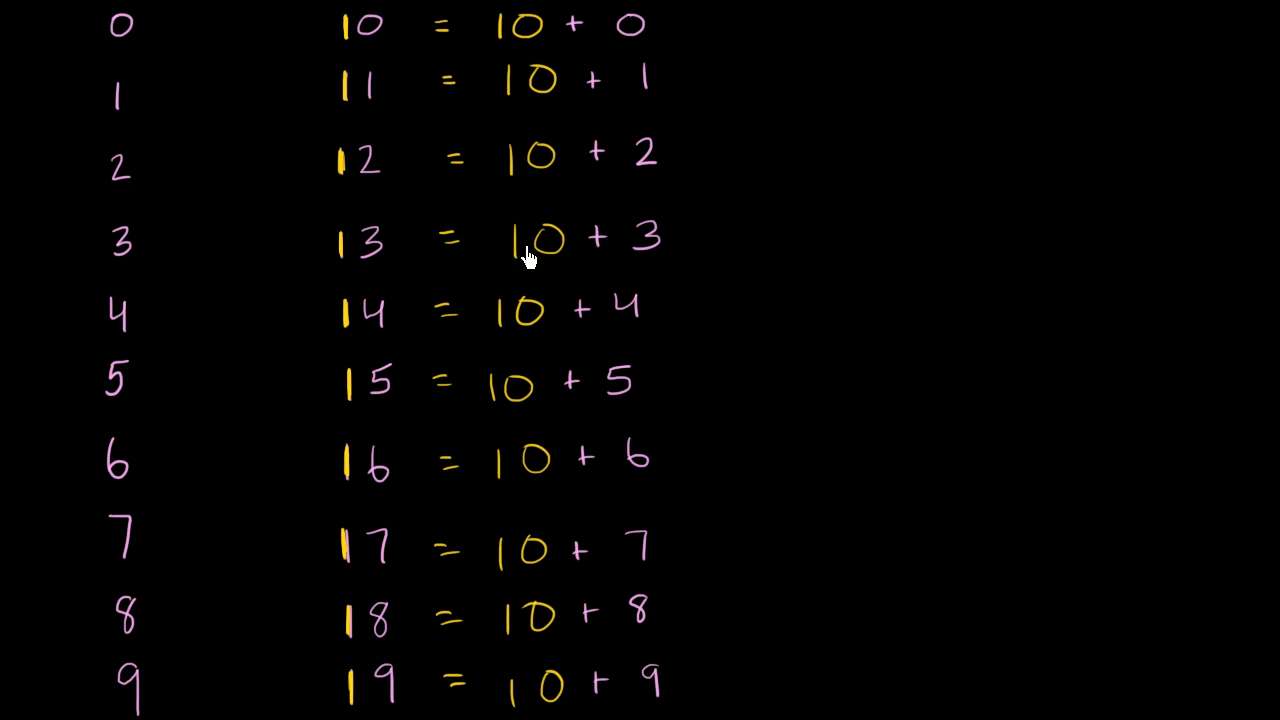 0 10 = 10 + 0
1 11 = 10 + 1
2 12 = 10 + 2
3 13 = 10 + 3
4 14 = 10 + 4
5 15 = 10 + 5
6 16 = 10 + 6
7 17 = 10 + 7
8 18 = 10 + 8
9 19 = 10 + 9